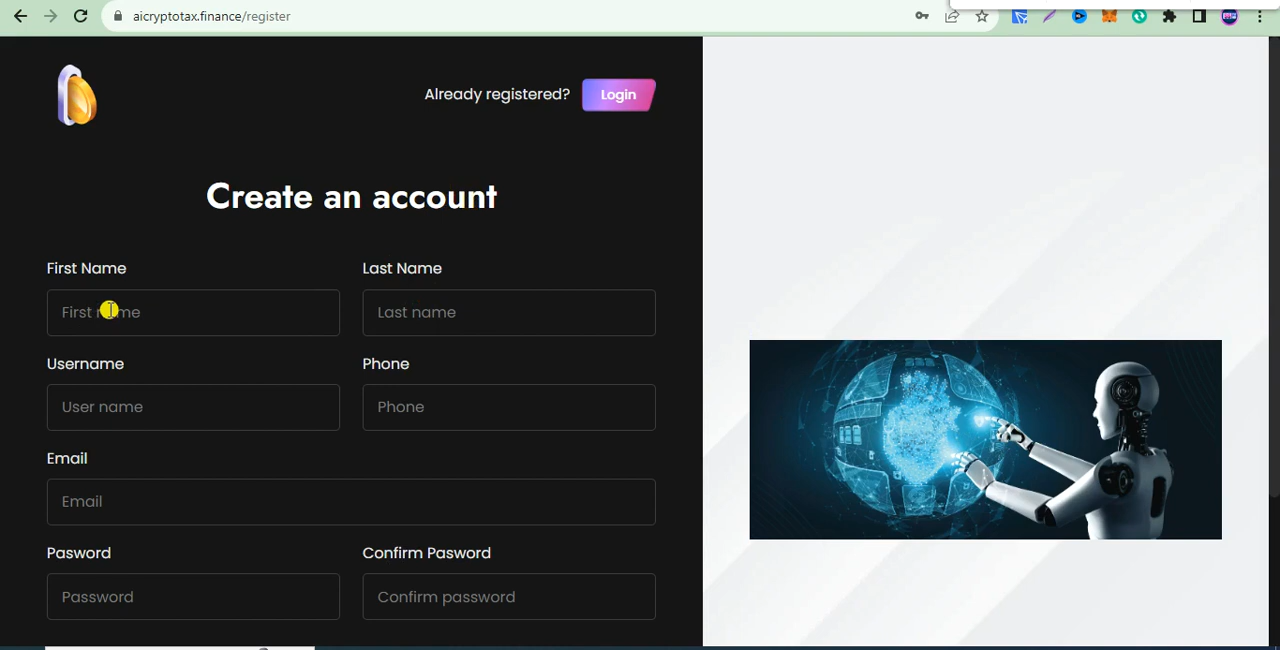 aicryptotax.finance/register
Already registered? Login
Create an account
First Name Last Name
First name Last name
Username Phone
User name Phone
Email
Email
Pasword Confirm Pasword
Password Confirm password